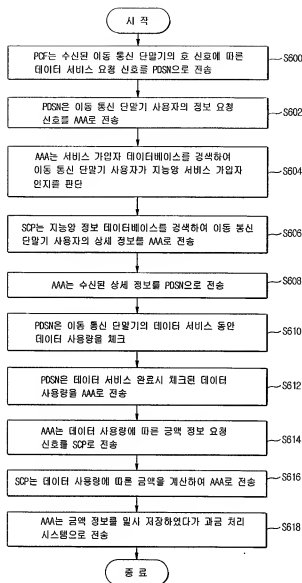 시 작
PCF는 수신된 이동 통신 단말기의 호 신호에 따른
데이터 서비스 요청 신호를 PDSN으로 전송
S600
PDSN은 이동 통신 단말기 사용자의 정보 요청
신호를 AAA로 전송
S602
AAA는 서비스 가입자 데이터베이스를 검색하여
이동 통신 단말기 사용자가 지능망 서비스 가입자
인지를 판단
S604
SCP는 지능망 정보 데이터베이스를 검색하여 이동 통신
단말기 사용자의 상세 정보를 AAA로 전송
S606
AAA는 수신된 상세 정보를 PDSN으로 전송
S608
PDSN은 이동 통신 단말기의 데이터 서비스 동안
데이터 사용량을 체크
S610
PDSN은 데이터 서비스 완료시 체크된 데이터
사용량을 AAA로 전송
S612
AAA는 데이터 사용량에 따른 금액 정보 요청
신호를 SCP로 전송
S614
SCP는 데이터 사용량에 따른 금액을 계산하여 AAA로 전송
S616
AAA는 금액 정보를 일시 저장하였다가 과금 처리
시스템으로 전송
S618
종 료